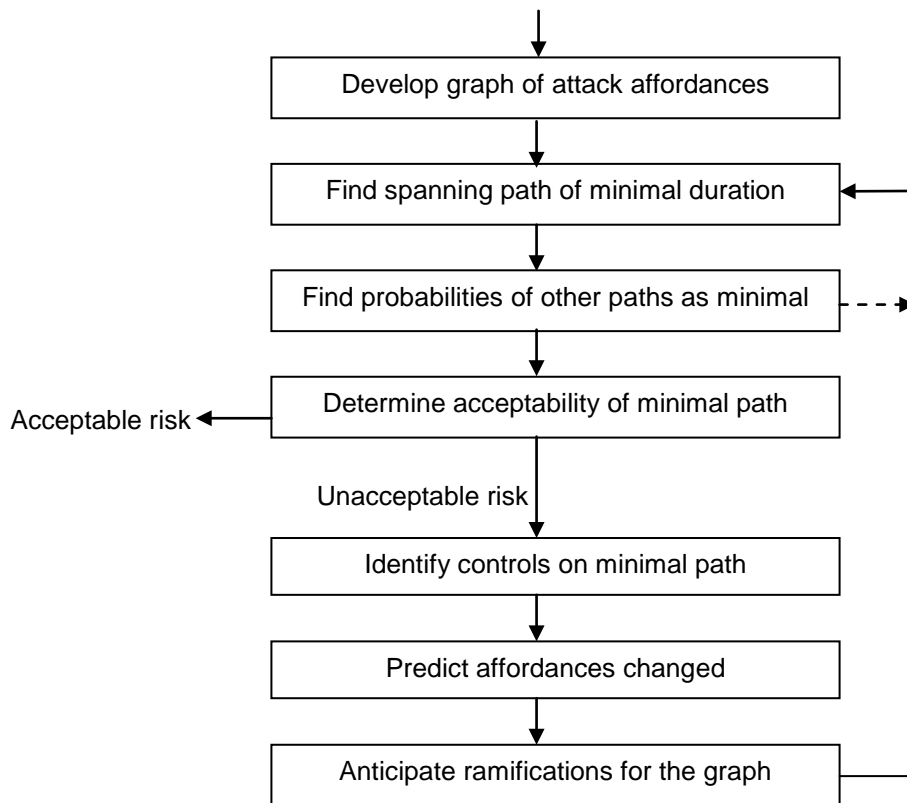 Develop graph of attack affordances
Find spanning path of minimal duration
Find probabilities of other paths as minimal
Determine acceptability of minimal path
Acceptable risk
Unacceptable risk
Identify controls on minimal path
Predict affordances changed
Anticipate ramifications for the graph